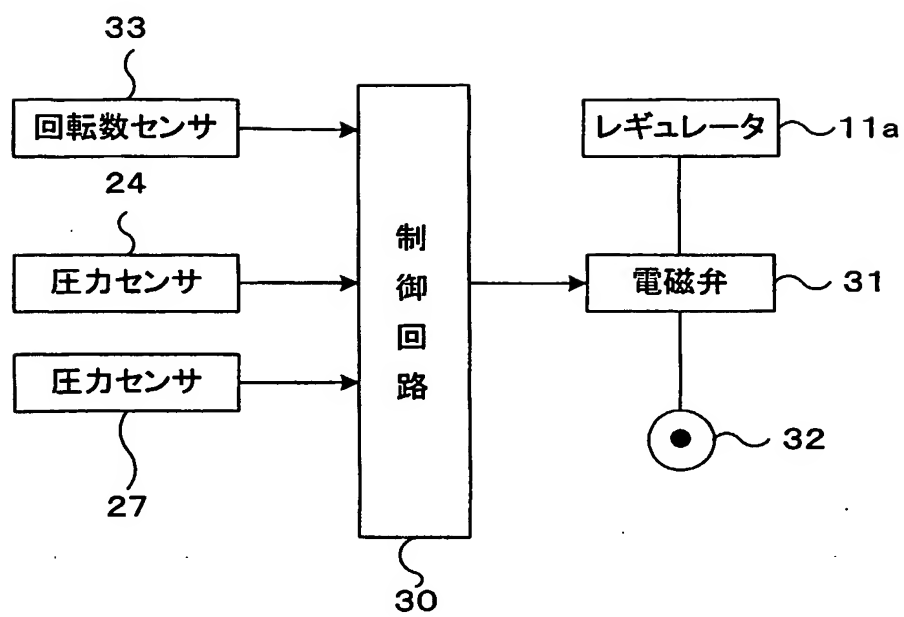 33
回転数センサ
24
圧力センサ
圧力センサ
27
制御回路
30
レギュレータ
11a
電磁弁
31
32